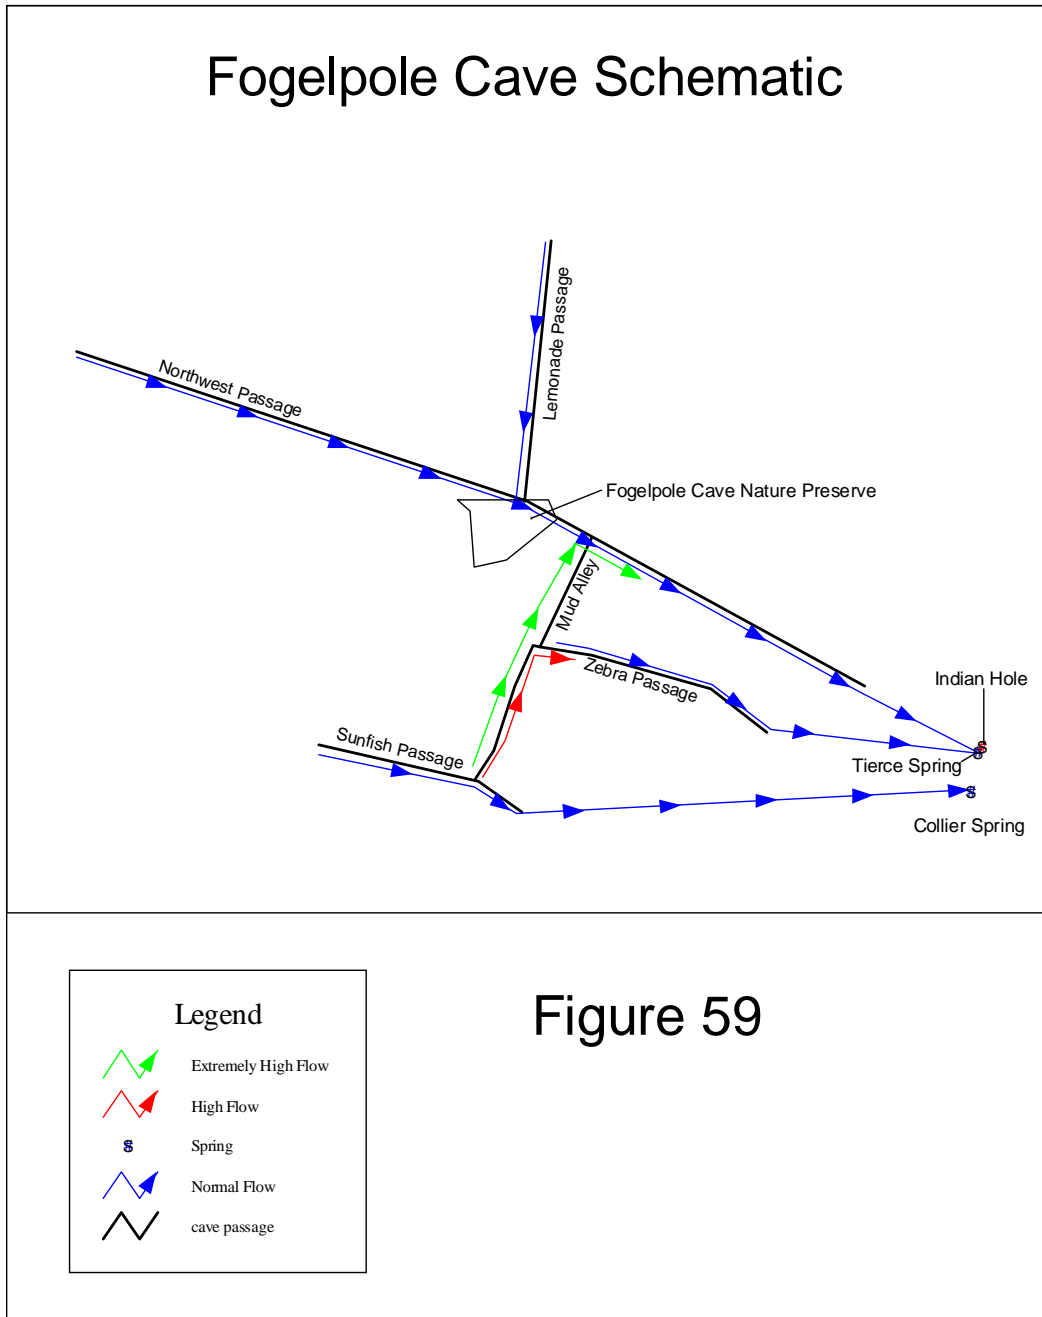 Fogelpole Cave Schematic
Lemonade Passage
Northwest Passage
Fogelpole Cave Nature Preserve
Mud Alley
Zebra Passage
Indian Hole
Sunfish Passage
Tierce Spring
Collier Spring
S
S
S
Legend
Figure 59
Extremely High Flow
High Flow
S
Spring
Normal Flow
cave passage